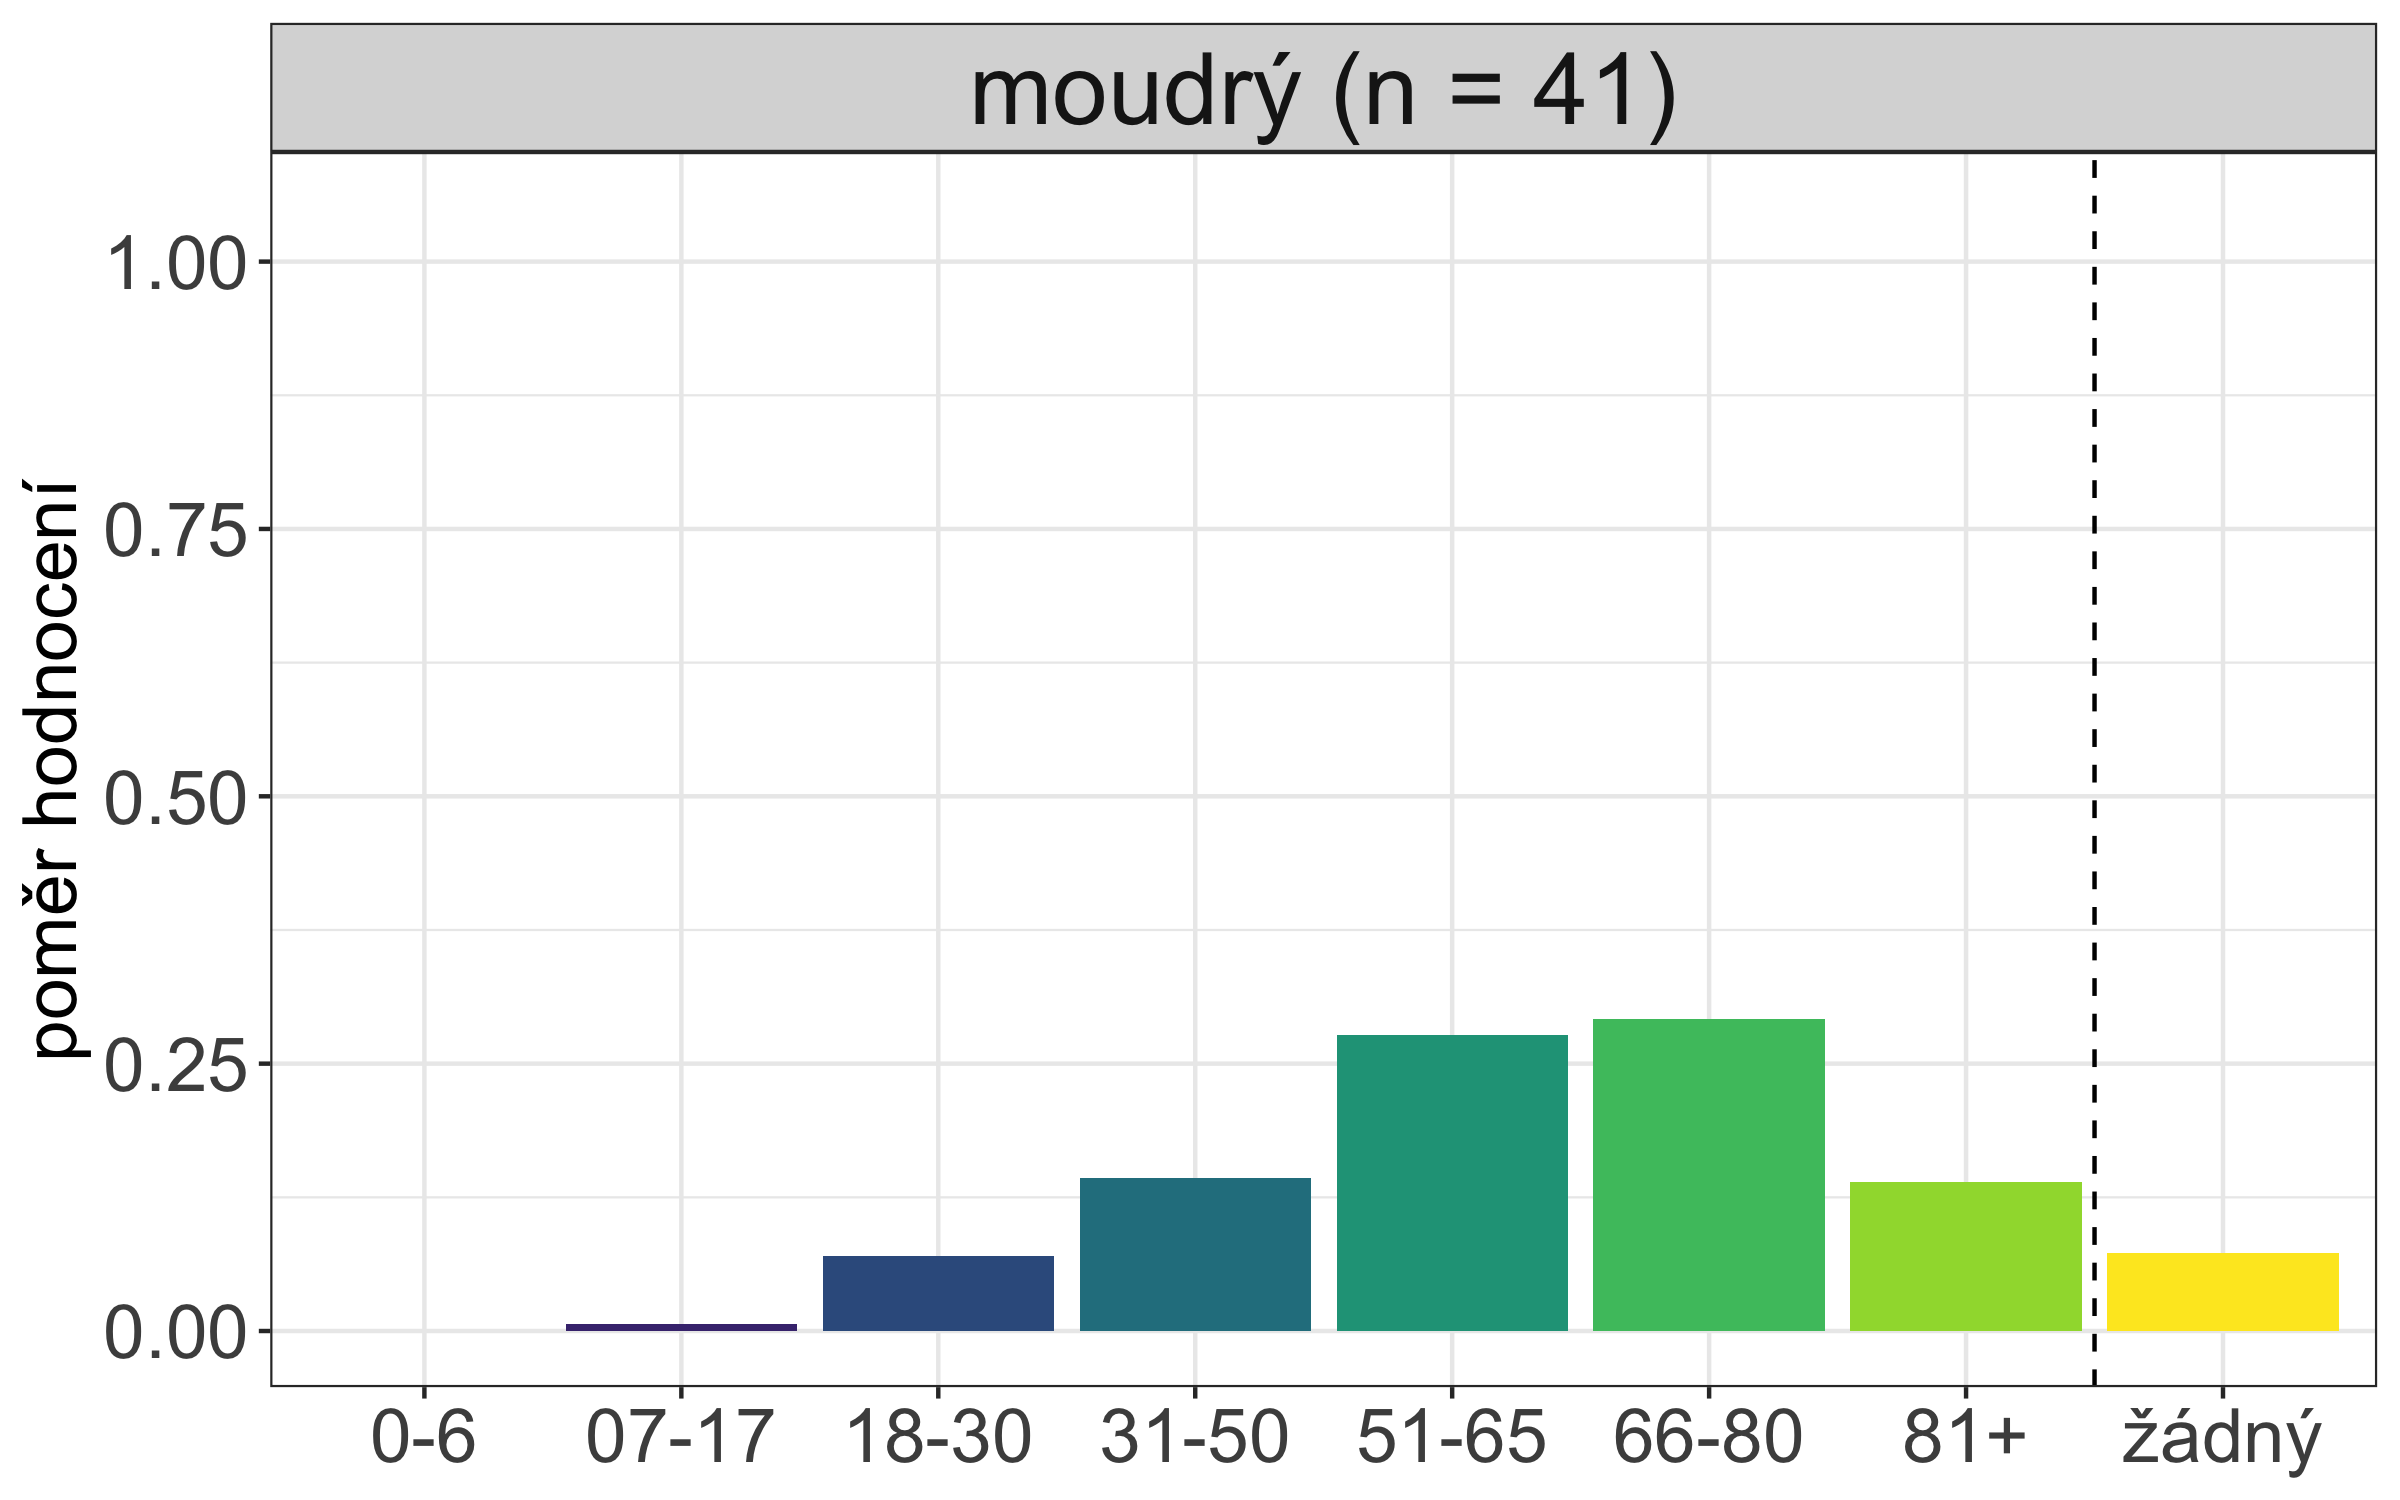 moudrý (n = 41)
poměr hodnocení
1.00
0.75
0.50
0.25
0.00
0-6 07-17 18-30 31-50 51-65 66-80 81+ žádný